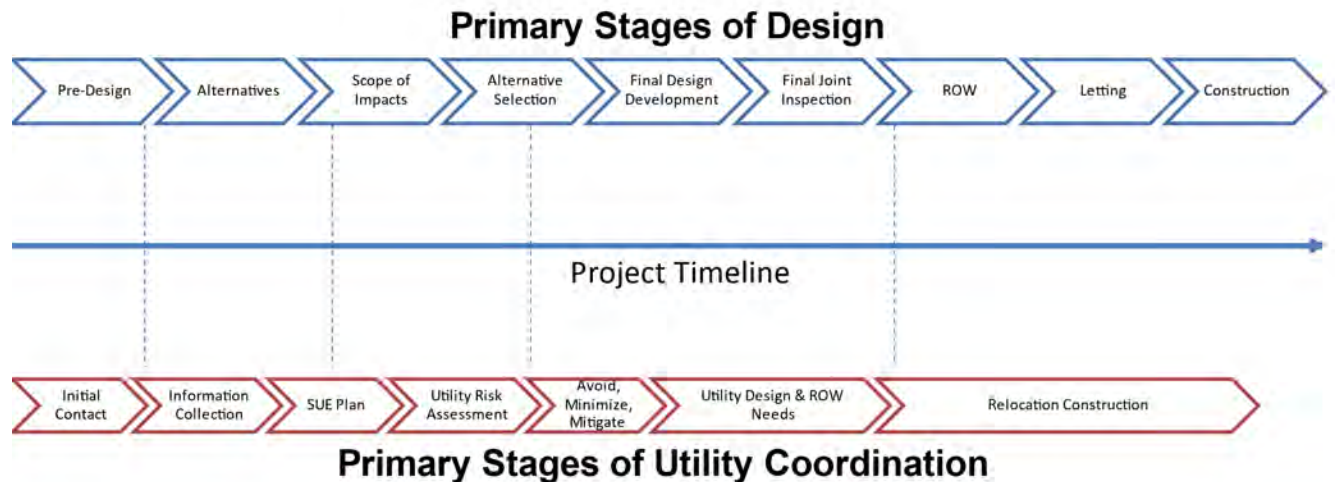 Primary Stages of Design
Pre-Design
Alternatives
Scope of
Impacts
Alternative
Selection
Final Design
Development
Final Joint
Inspection
ROW
Letting
Construction
Project Timeline
Initial
Contact
Information
Collection
SUE Plan
Utility Risk
Assessment
Avoid,
Minimize,
Mitigate
Utility Design & ROW
Needs
Relocation Construction
Primary Stages of Utility Coordination